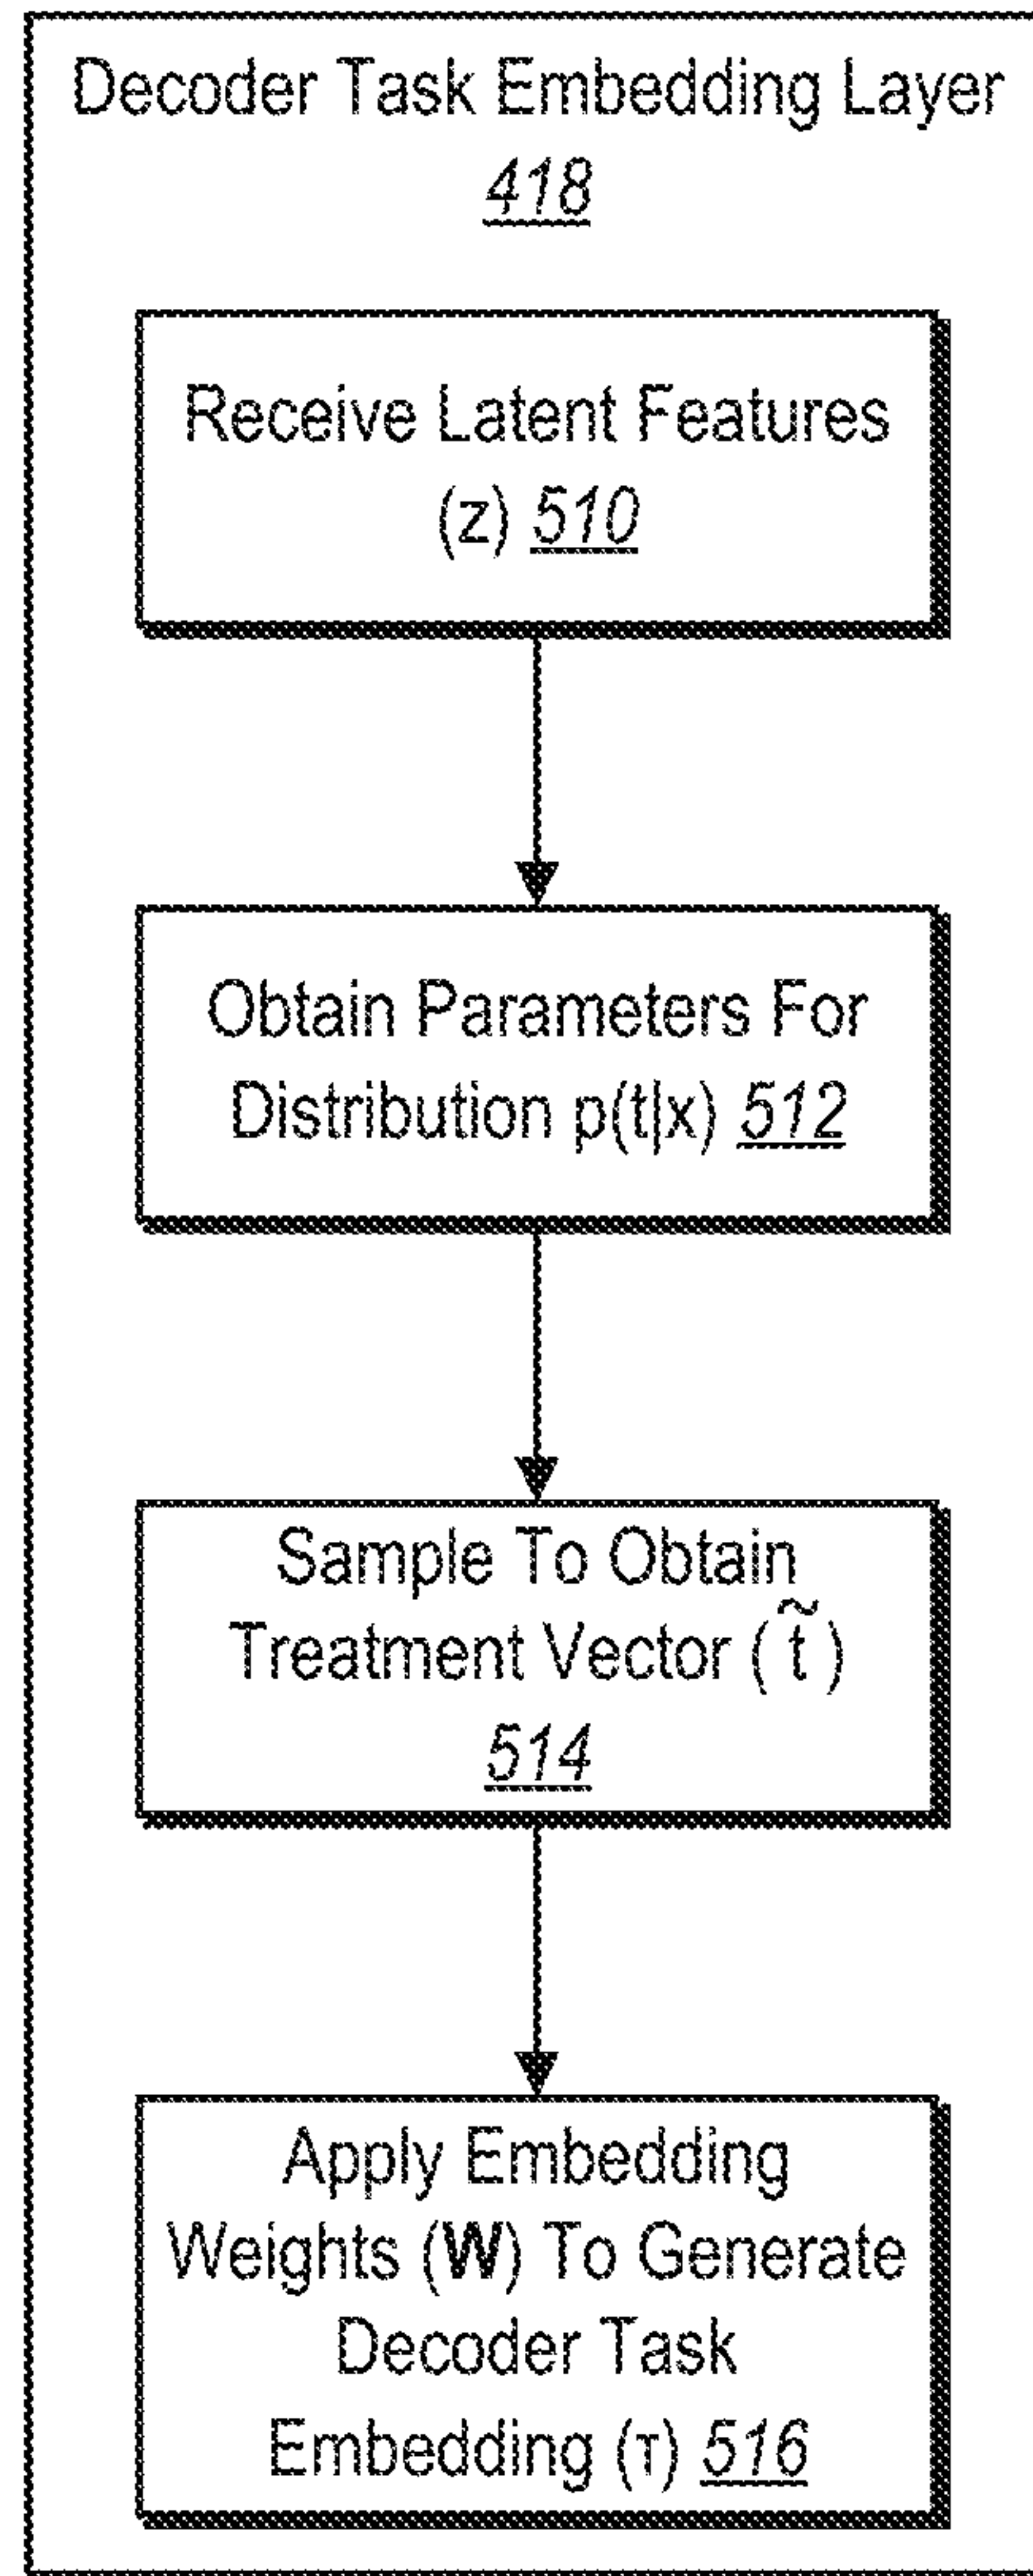 Decoder Task Embedding Layer
418
Receive Latent Features
(z) 510
Obtain Parameters For
Distribution p(t|x) 512
Sample To Obtain
Treatment Vector ( t̃ )
514
Apply Embedding
Weights (W) To Generate
Decoder Task
Embedding (τ) 516